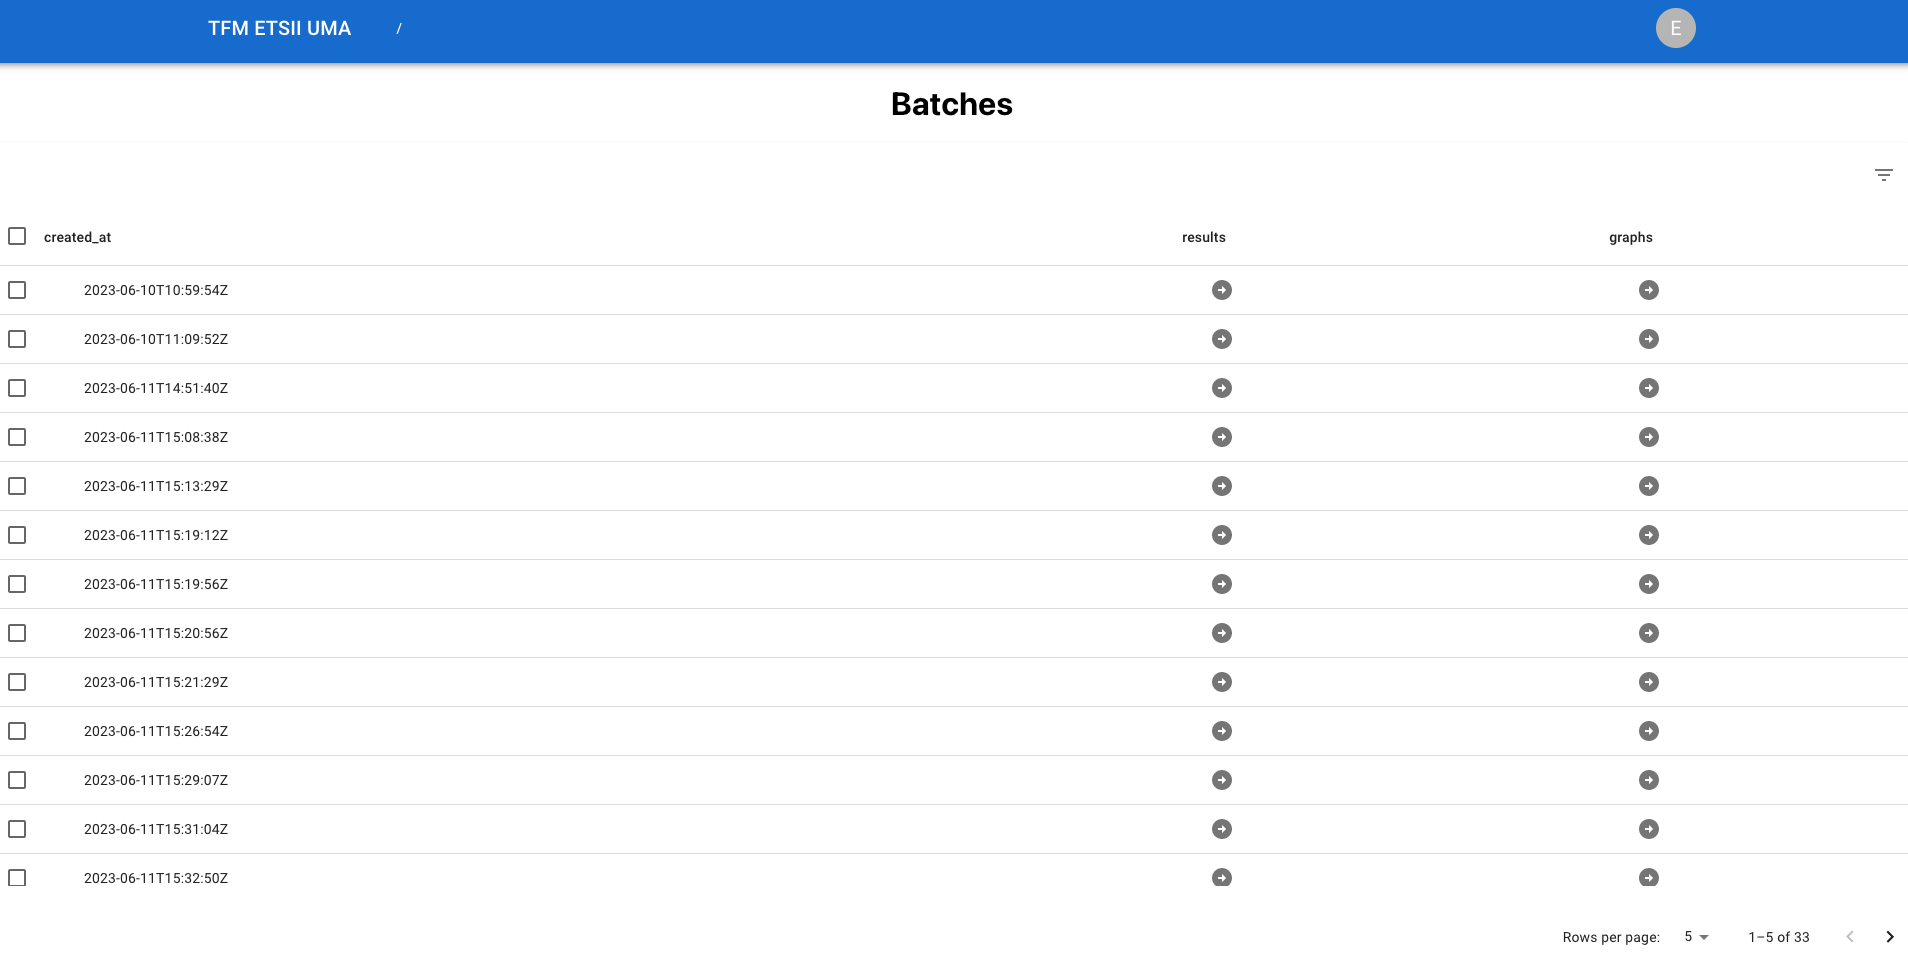 TFM ETSII UMA / E
Batches
created_at results graphs
2023-06-10T10:59:54Z
2023-06-10T11:09:52Z
2023-06-11T14:51:40Z
2023-06-11T15:08:38Z
2023-06-11T15:13:29Z
2023-06-11T15:19:12Z
2023-06-11T15:19:56Z
2023-06-11T15:20:56Z
2023-06-11T15:21:29Z
2023-06-11T15:26:54Z
2023-06-11T15:29:07Z
2023-06-11T15:31:04Z
2023-06-11T15:32:50Z
Rows per page: 5 1–5 of 33